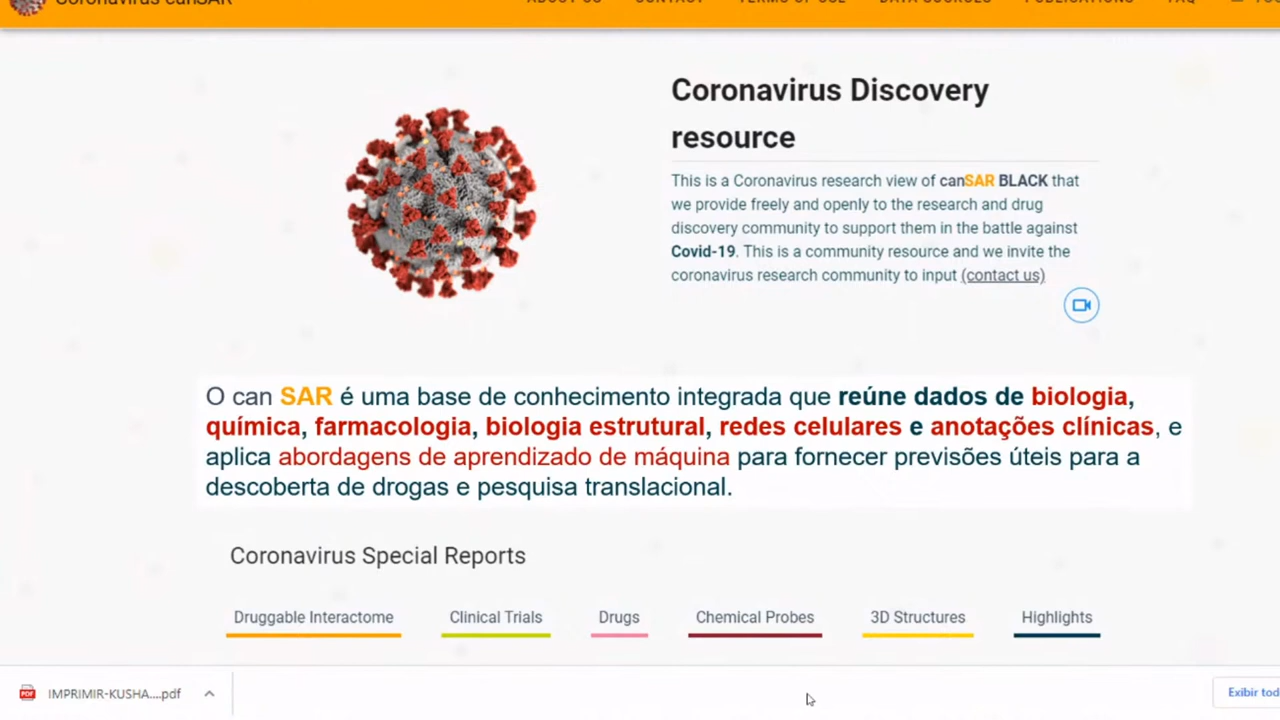 Coronavirus canSAR
ABOUT US CONTACT TERMS OF USE DATA SOURCES PUBLICATIONS FAQ
Coronavirus Discovery
resource
This is a Coronavirus research view of canSAR BLACK that
we provide freely and openly to the research and drug
discovery community to support them in the battle against
Covid-19. This is a community resource and we invite the
coronavirus research community to input (contact us)
O can SAR é uma base de conhecimento integrada que reúne dados de biologia,
química, farmacologia, biologia estrutural, redes celulares e anotações clínicas, e
aplica abordagens de aprendizado de máquina para fornecer previsões úteis para a
descoberta de drogas e pesquisa translacional.
Coronavirus Special Reports
Druggable Interactome Clinical Trials Drugs Chemical Probes 3D Structures Highlights
PDF IMPRIMIR-KUSHA....pdf Exibir tod